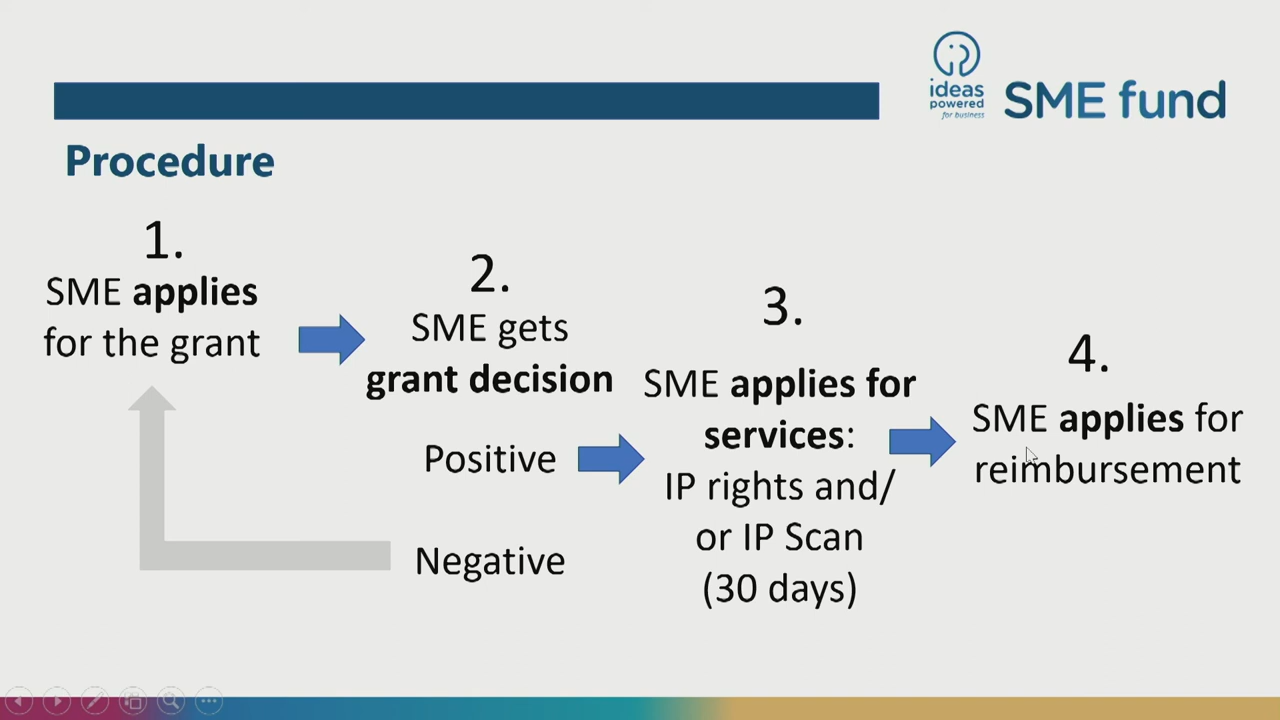 ideas
powered
for business
SME fund
Procedure
1.
SME applies
for the grant
2.
SME gets
grant decision
Positive
Negative
3.
SME applies for
services:
IP rights and/
or IP Scan
(30 days)
4.
SME applies for
reimbursement